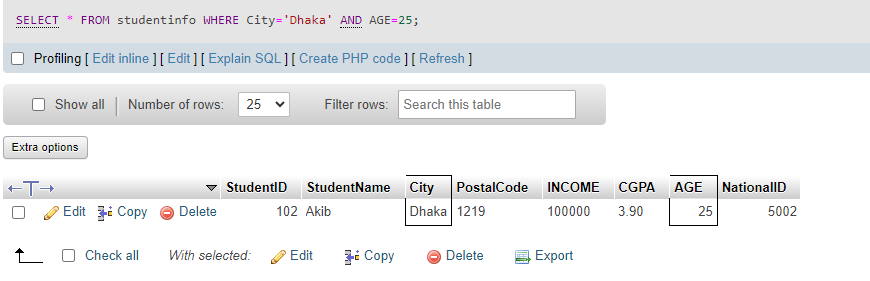 SELECT * FROM studentinfo WHERE City='Dhaka' AND AGE=25;
Profiling [ Edit inline ] [ Edit ] [ Explain SQL ] [ Create PHP code ] [ Refresh ]
Show all Number of rows: 25 Filter rows: Search this table
Extra options
StudentID StudentName City PostalCode INCOME CGPA AGE NationalID
Edit Copy Delete 102 Akib Dhaka 1219 100000 3.90 25 5002
Check all With selected: Edit Copy Delete Export